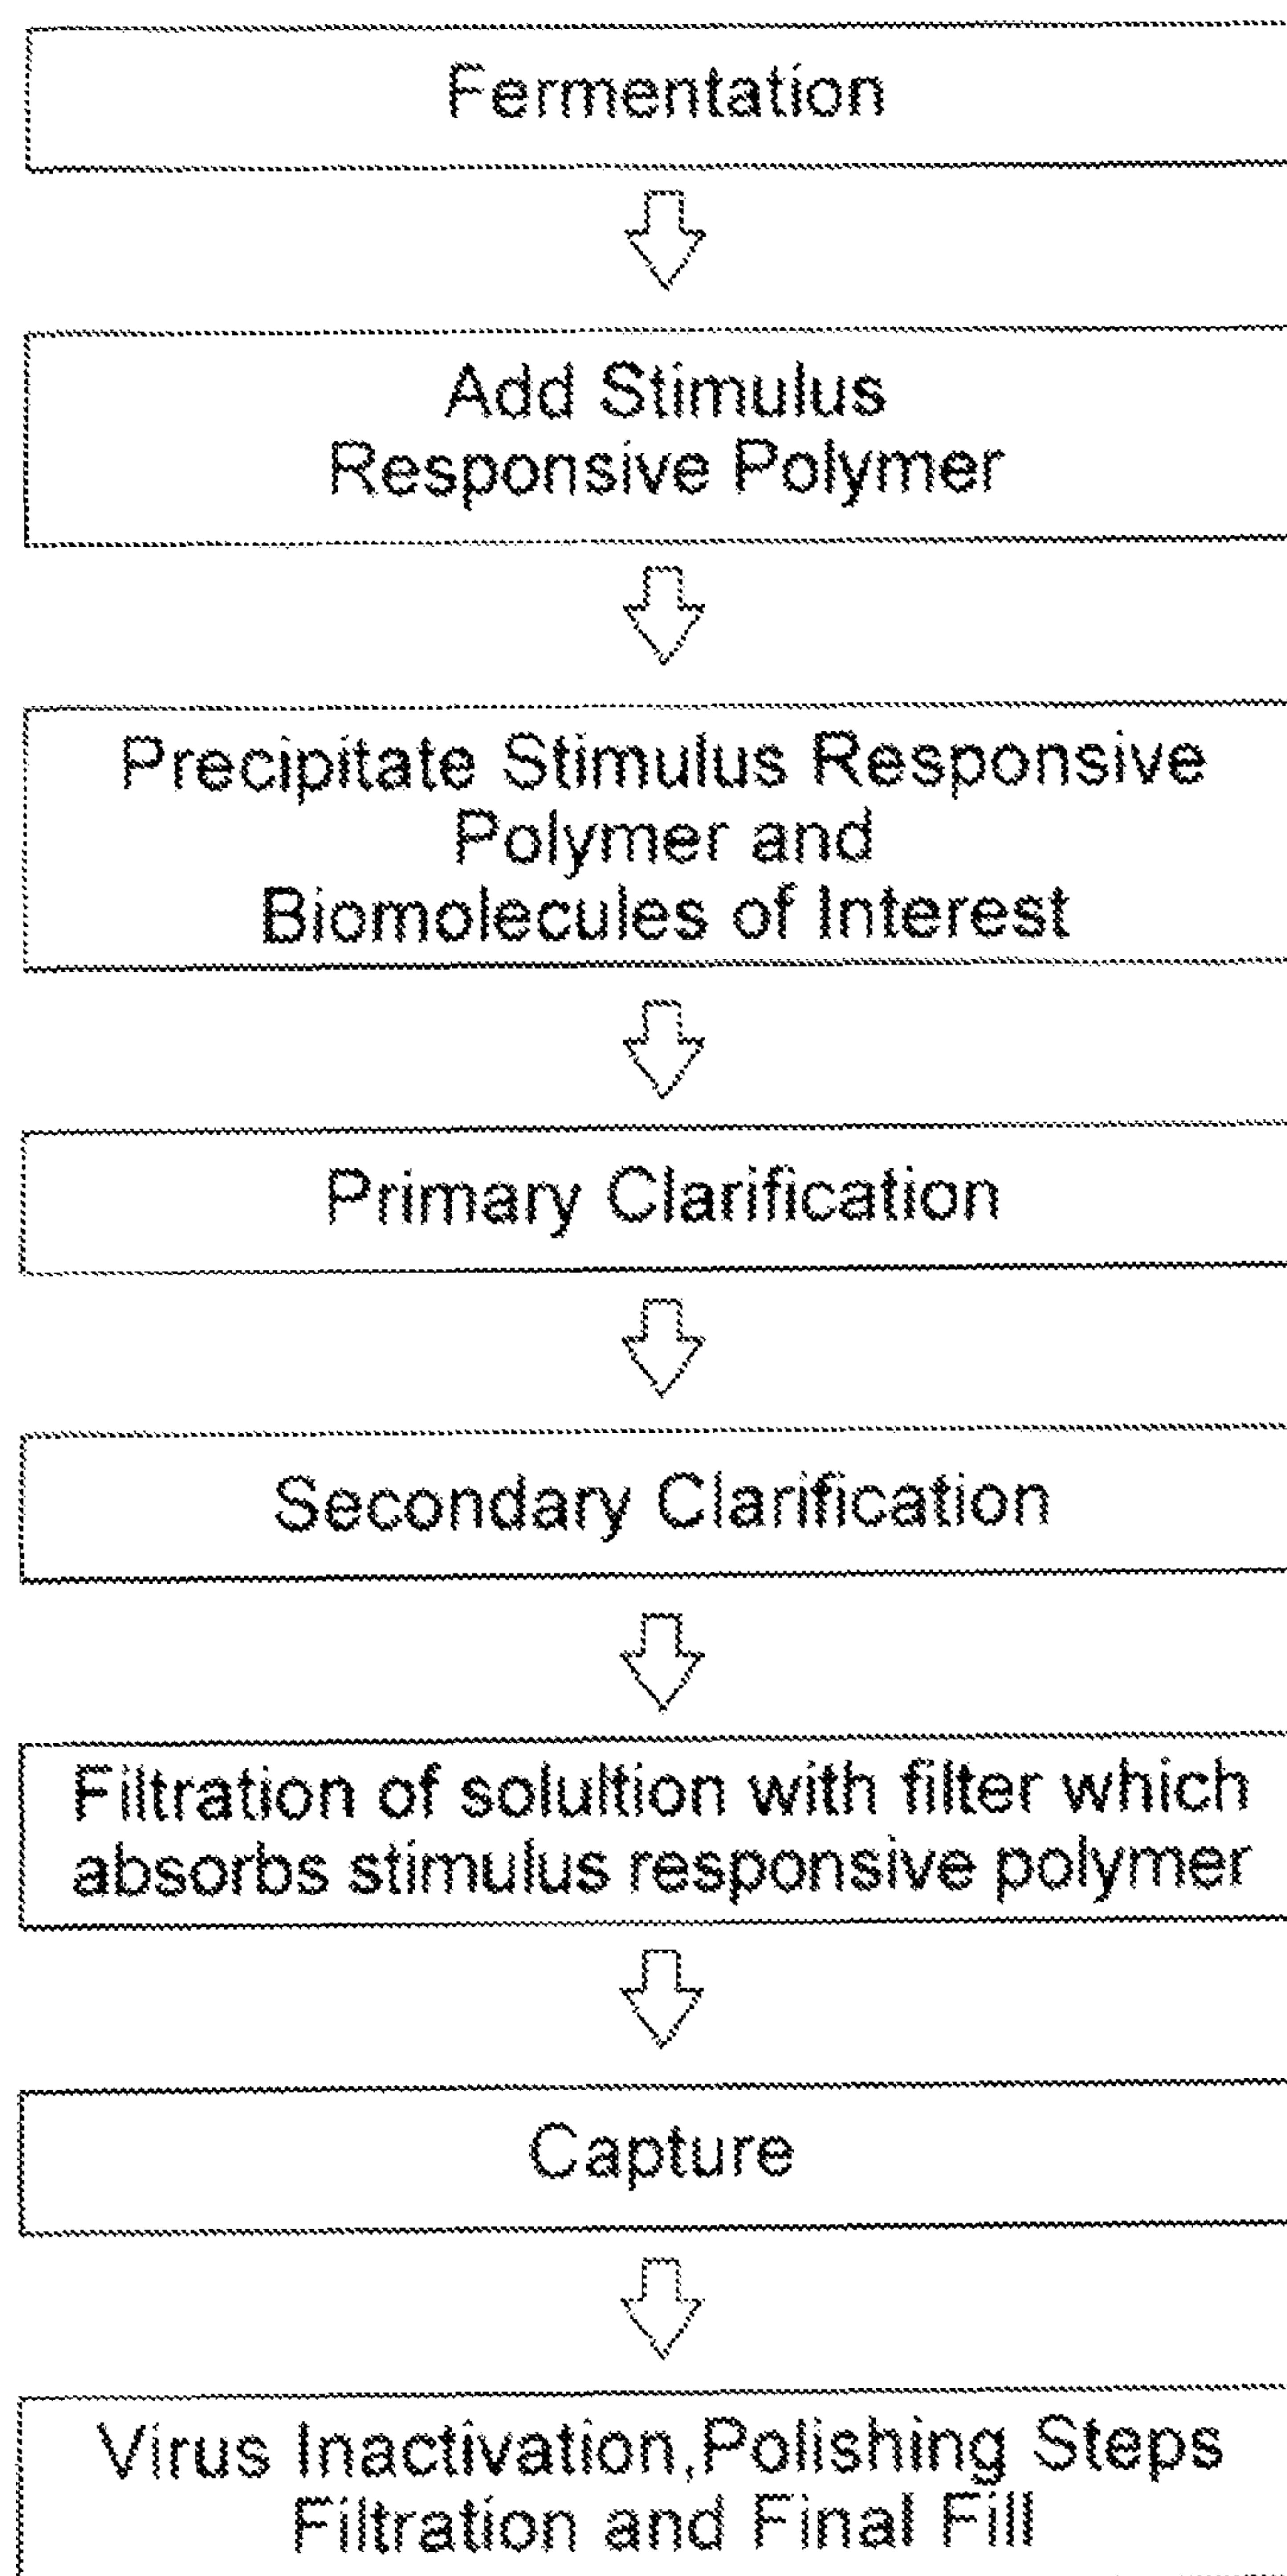 Fermentation
Add Stimulus
Responsive Polymer
Precipitate Stimulus Responsive
Polymer and
Biomolecules of Interest
Primary Clarification
Secondary Clarification
Filtration of solultion with filter which
absorbs stimulus responsive polymer
Capture
Virus Inactivation,Polishing Steps
Filtration and Final Fill